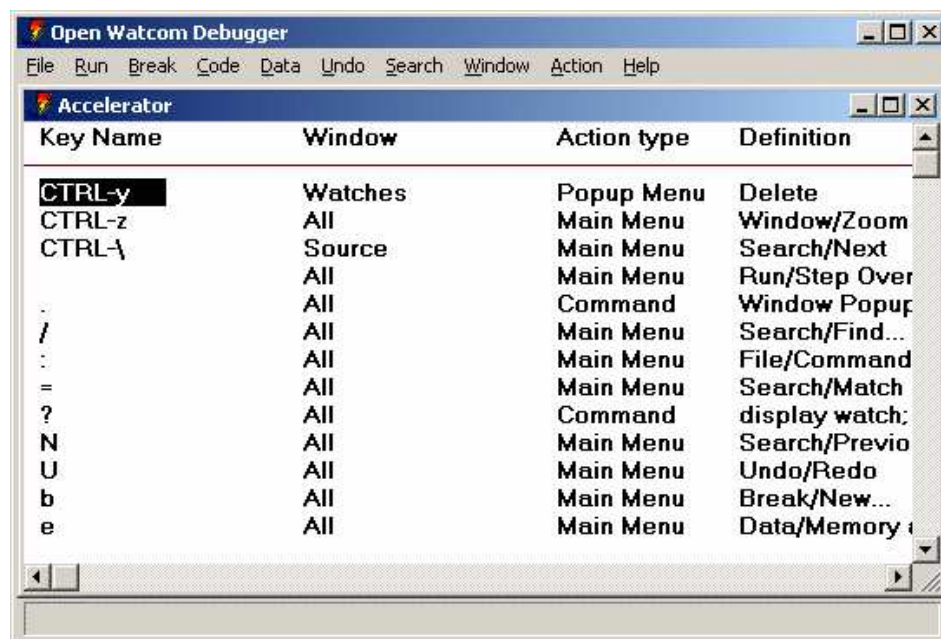 Open Watcom Debugger
File Run Break Code Data Undo Search Window Action Help
Accelerator
Key Name Window Action type Definition
CTRL-y Watches Popup Menu Delete
CTRL-z All Main Menu Window/Zoom
CTRL-\ Source Main Menu Search/Next
All Main Menu Run/Step Over
. All Command Window Popup
/ All Main Menu Search/Find...
: All Main Menu File/Command
= All Main Menu Search/Match
? All Command display watch;
N All Main Menu Search/Previo
U All Main Menu Undo/Redo
b All Main Menu Break/New...
e All Main Menu Data/Memory